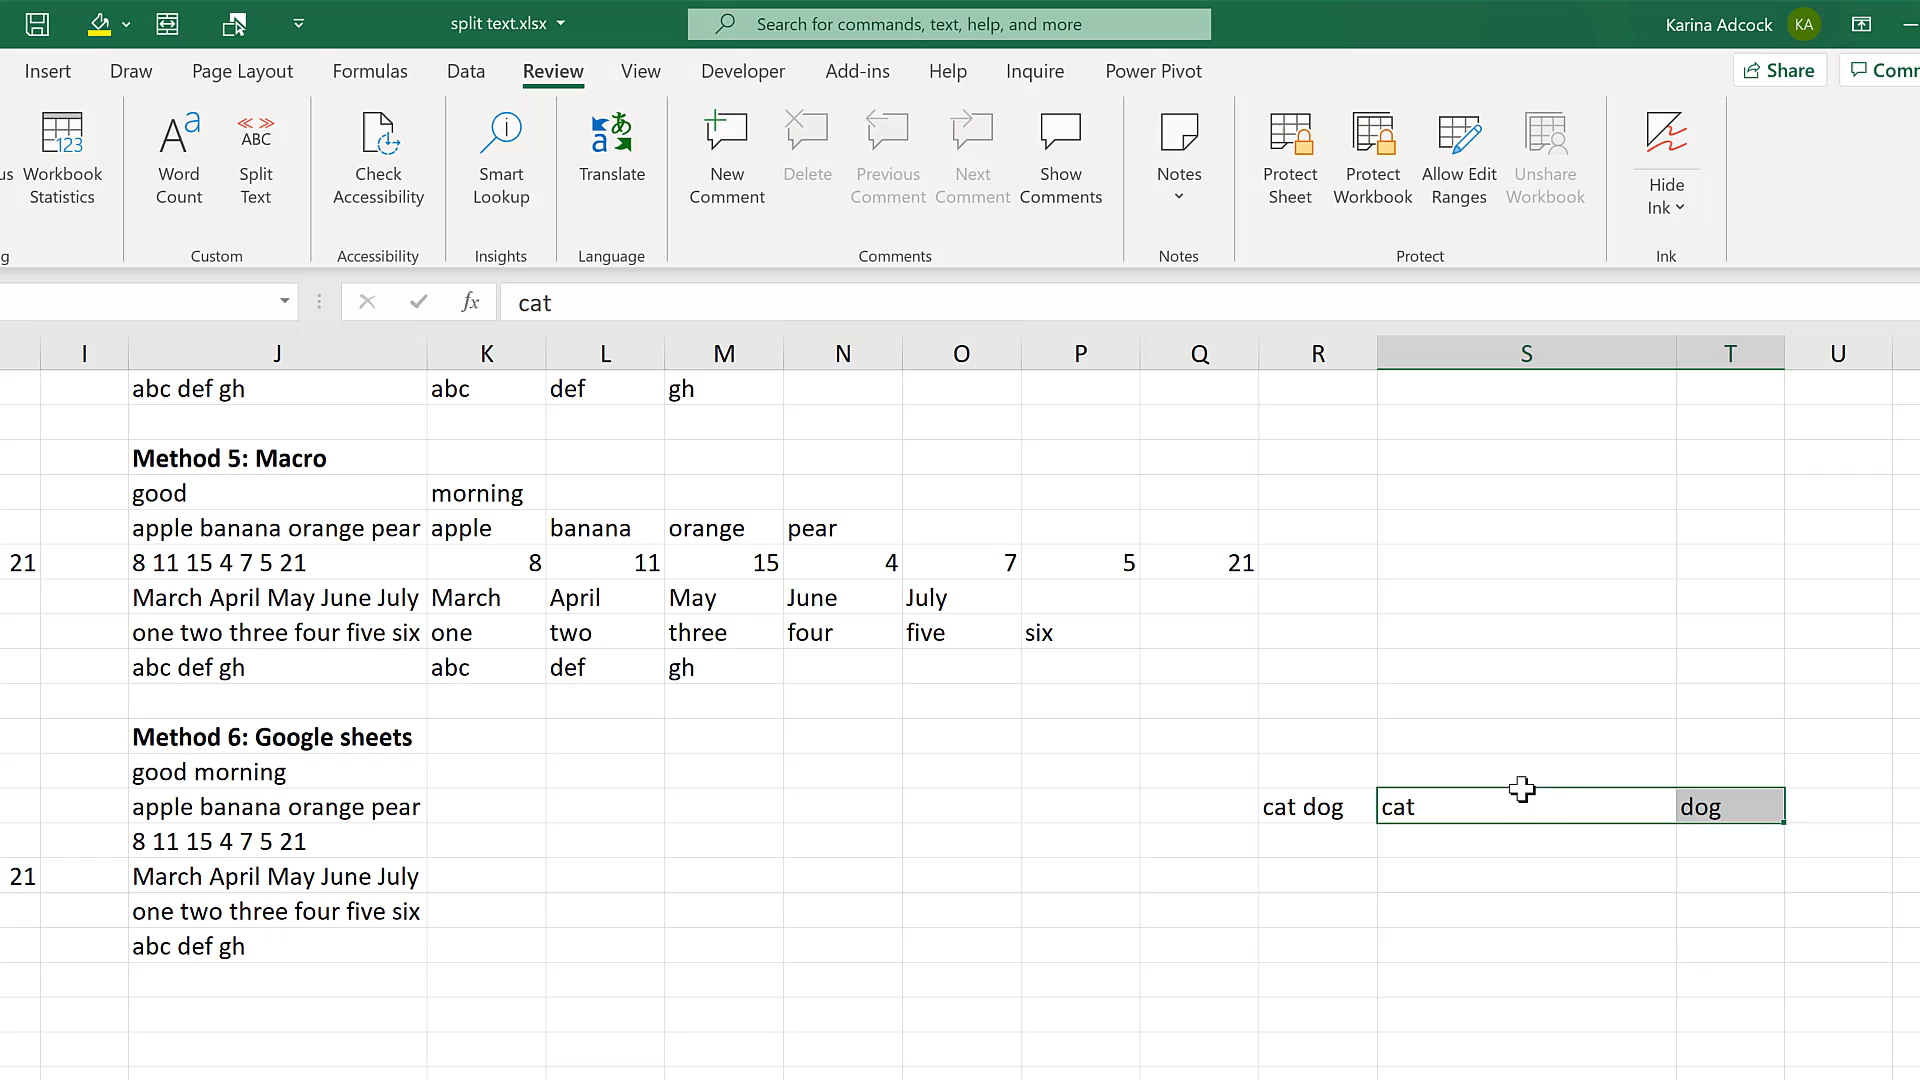 split text.xlsx
Search for commands, text, help, and more
Karina Adcock
KA
Insert Draw Page Layout Formulas Data Review View Developer Add-ins Help Inquire Power Pivot
Share
Comm
us
Workbook Statistics
Word Count
ABC
Split Text
Check Accessibility
Smart Lookup
Translate
New Comment
Delete
Previous Comment
Next Comment
Show Comments
Notes
Protect Sheet
Protect Workbook
Allow Edit Ranges
Unshare Workbook
Hide Ink
g
Custom Accessibility Insights Language Comments Notes Protect Ink
fx cat
I J K L M N O P Q R S T U
abc def gh abc def gh
Method 5: Macro
good morning
apple banana orange pear apple banana orange pear
21 8 11 15 4 7 5 21 8 11 15 4 7 5 21
March April May June July March April May June July
one two three four five six one two three four five six
abc def gh abc def gh
Method 6: Google sheets
good morning
apple banana orange pear cat dog cat dog
8 11 15 4 7 5 21
21 March April May June July
one two three four five six
abc def gh